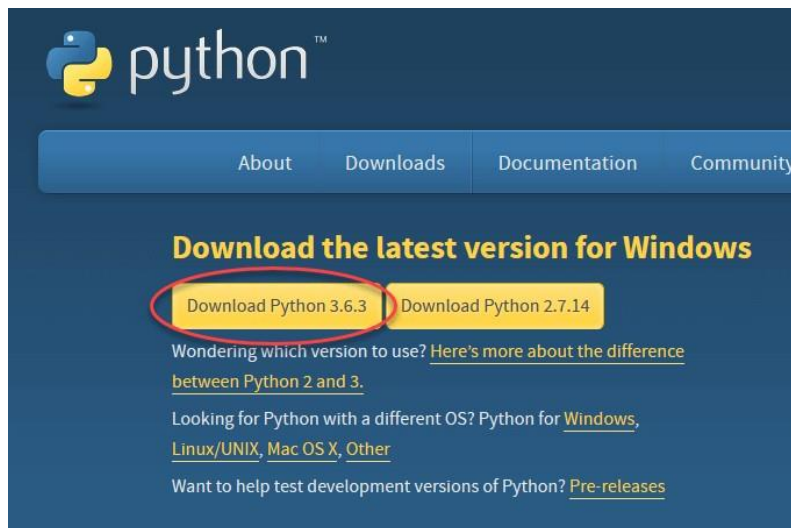 python™
About Downloads Documentation Community
Download the latest version for Windows
Download Python 3.6.3 Download Python 2.7.14
Wondering which version to use? Here's more about the difference
between Python 2 and 3.
Looking for Python with a different OS? Python for Windows,
Linux/UNIX, Mac OS X, Other
Want to help test development versions of Python? Pre-releases